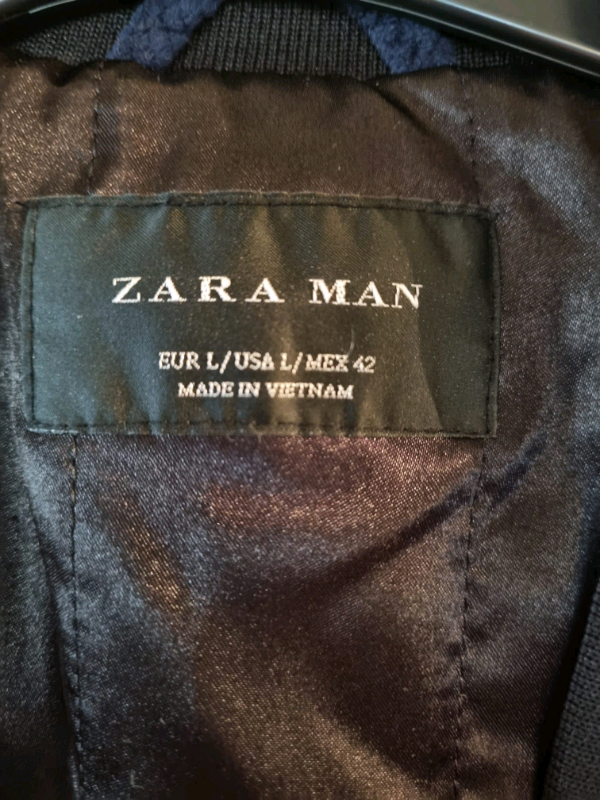 ZARA MAN
EUR L/USA L/MEX 42
MADE IN VIETNAM